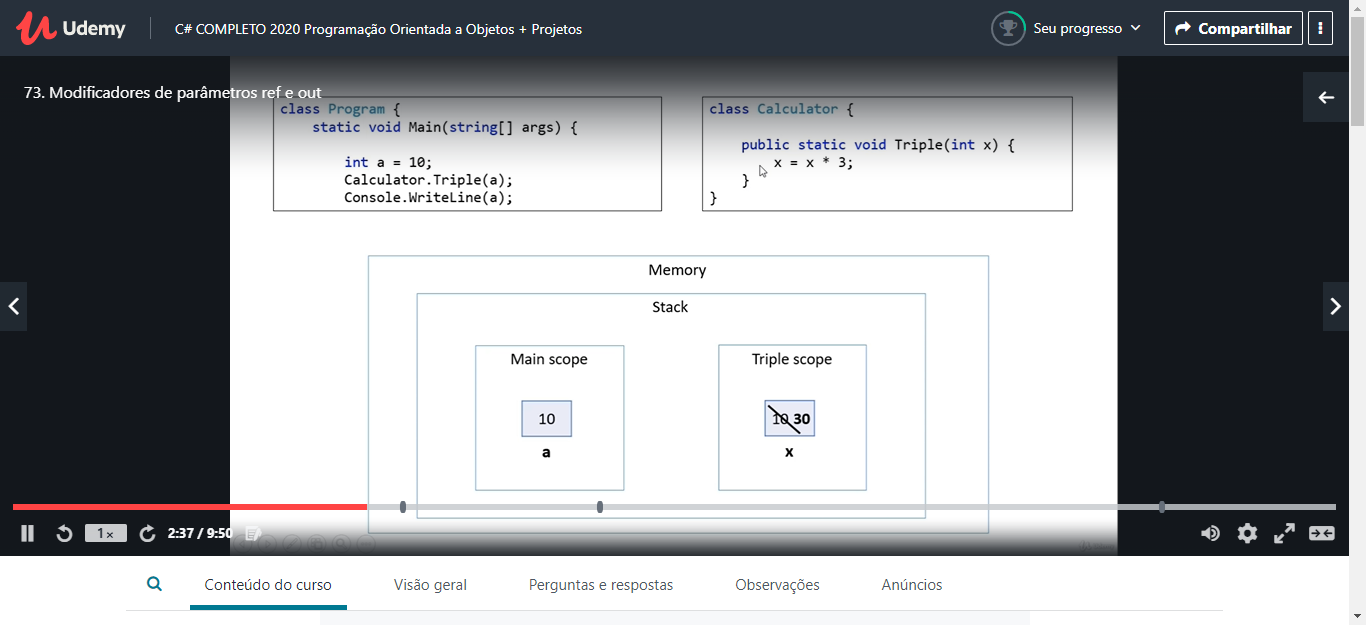 Udemy
C# COMPLETO 2020 Programação Orientada a Objetos + Projetos
Seu progresso
Compartilhar
73. Modificadores de parâmetros ref e out
class Program {
static void Main(string[] args) {
int a = 10;
Calculator.Triple(a);
Console.WriteLine(a);
class Calculator {
public static void Triple(int x) {
x = x * 3;
}
}
Memory
Stack
Main scope
10
a
Triple scope
10 30
x
1x
2:37 / 9:50
Conteúdo do curso
Visão geral
Perguntas e respostas
Observações
Anúncios